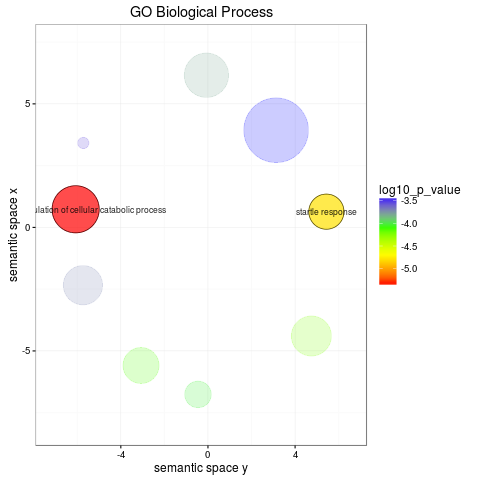 GO Biological Process
semantic space x
5
0
-5
ulation of cellular catabolic process
startle response
-4
0
4
semantic space y
log10_p_value
-3.5
-4.0
-4.5
-5.0